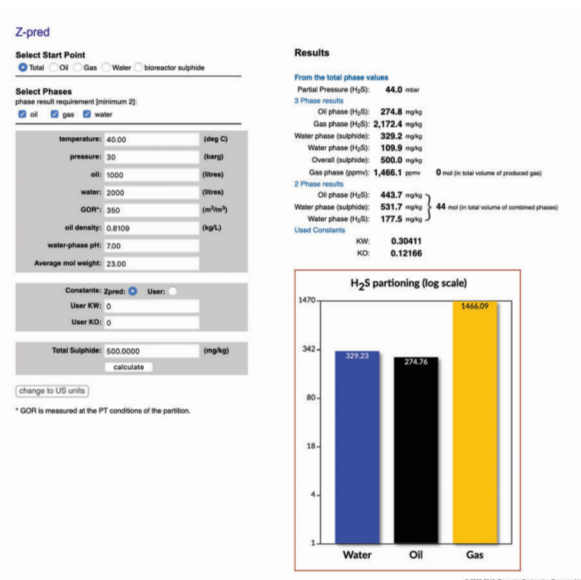 Z-pred
Select Start Point
Total Oil Gas Water bioreactor sulphide
Select Phases
phase result requirement [minimum 2]:
oil gas water
temperature: 40.00 (deg C)
pressure: 30 (barg)
oil: 1000 (litres)
water: 2000 (litres)
GOR*: 350 (m³/m³)
oil density: 0.8109 (kg/L)
water-phase pH: 7.00
Average mol weight: 23.00
Constants: Zpred: User:
User KW: 0
User KO: 0
Total Sulphide: 500.0000 (mg/kg)
calculate
change to US units
* GOR is measured at the PT conditions of the partition.
Results
From the total phase values
Partial Pressure (H₂S): 44.0 mbar
3 Phase results
Oil phase (H₂S): 274.8 mg/kg
Gas phase (H₂S): 2,172.4 mg/kg
Water phase (sulphide): 329.2 mg/kg
Water phase (H₂S): 109.9 mg/kg
Overall (sulphide): 500.0 mg/kg
Gas phase (ppmv): 1,466.1 ppmv 0 mol (in total volume of produced gas)
2 Phase results
Oil phase (H₂S): 443.7 mg/kg
Water phase (sulphide): 531.7 mg/kg 44 mol (in total volume of combined phases)
Water phase (H₂S): 177.5 mg/kg
Used Constants
KW: 0.30411
KO: 0.12166
H₂S partioning (log scale)
1470
1466.09
342
329.23
274.76
80
18
4
1
Water Oil Gas